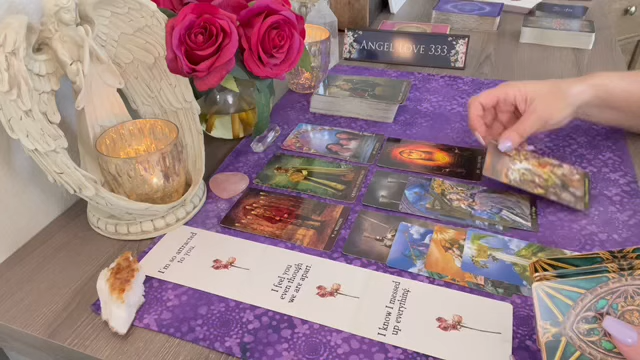 ANGEL LOVE 333
I'm so attracted
to you.
I feel you
even though
we are apart.
I know I messed
up everything.